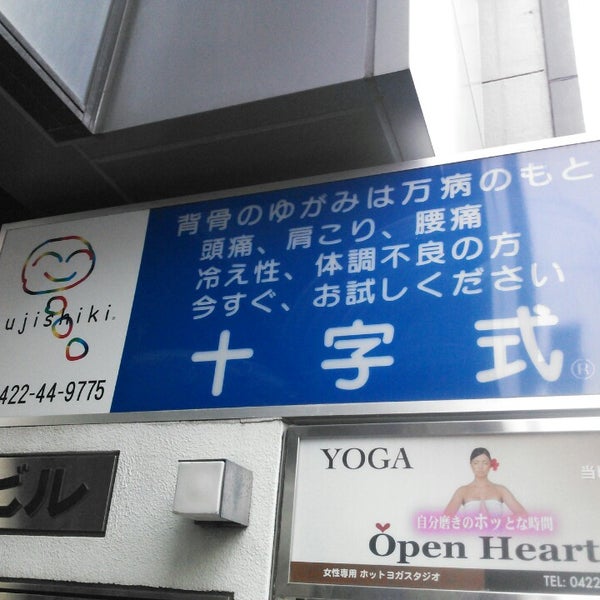 背骨のゆがみは万病のもと
頭痛、肩こり、腰痛
冷え性、体調不良の方
今すぐ、お試しください
十字式®
ujishiki®
422-44-9775
ビル
YOGA
当
自分磨きのホッとな時間
Open Heart
女性専用 ホットヨガスタジオ
TEL: 0422